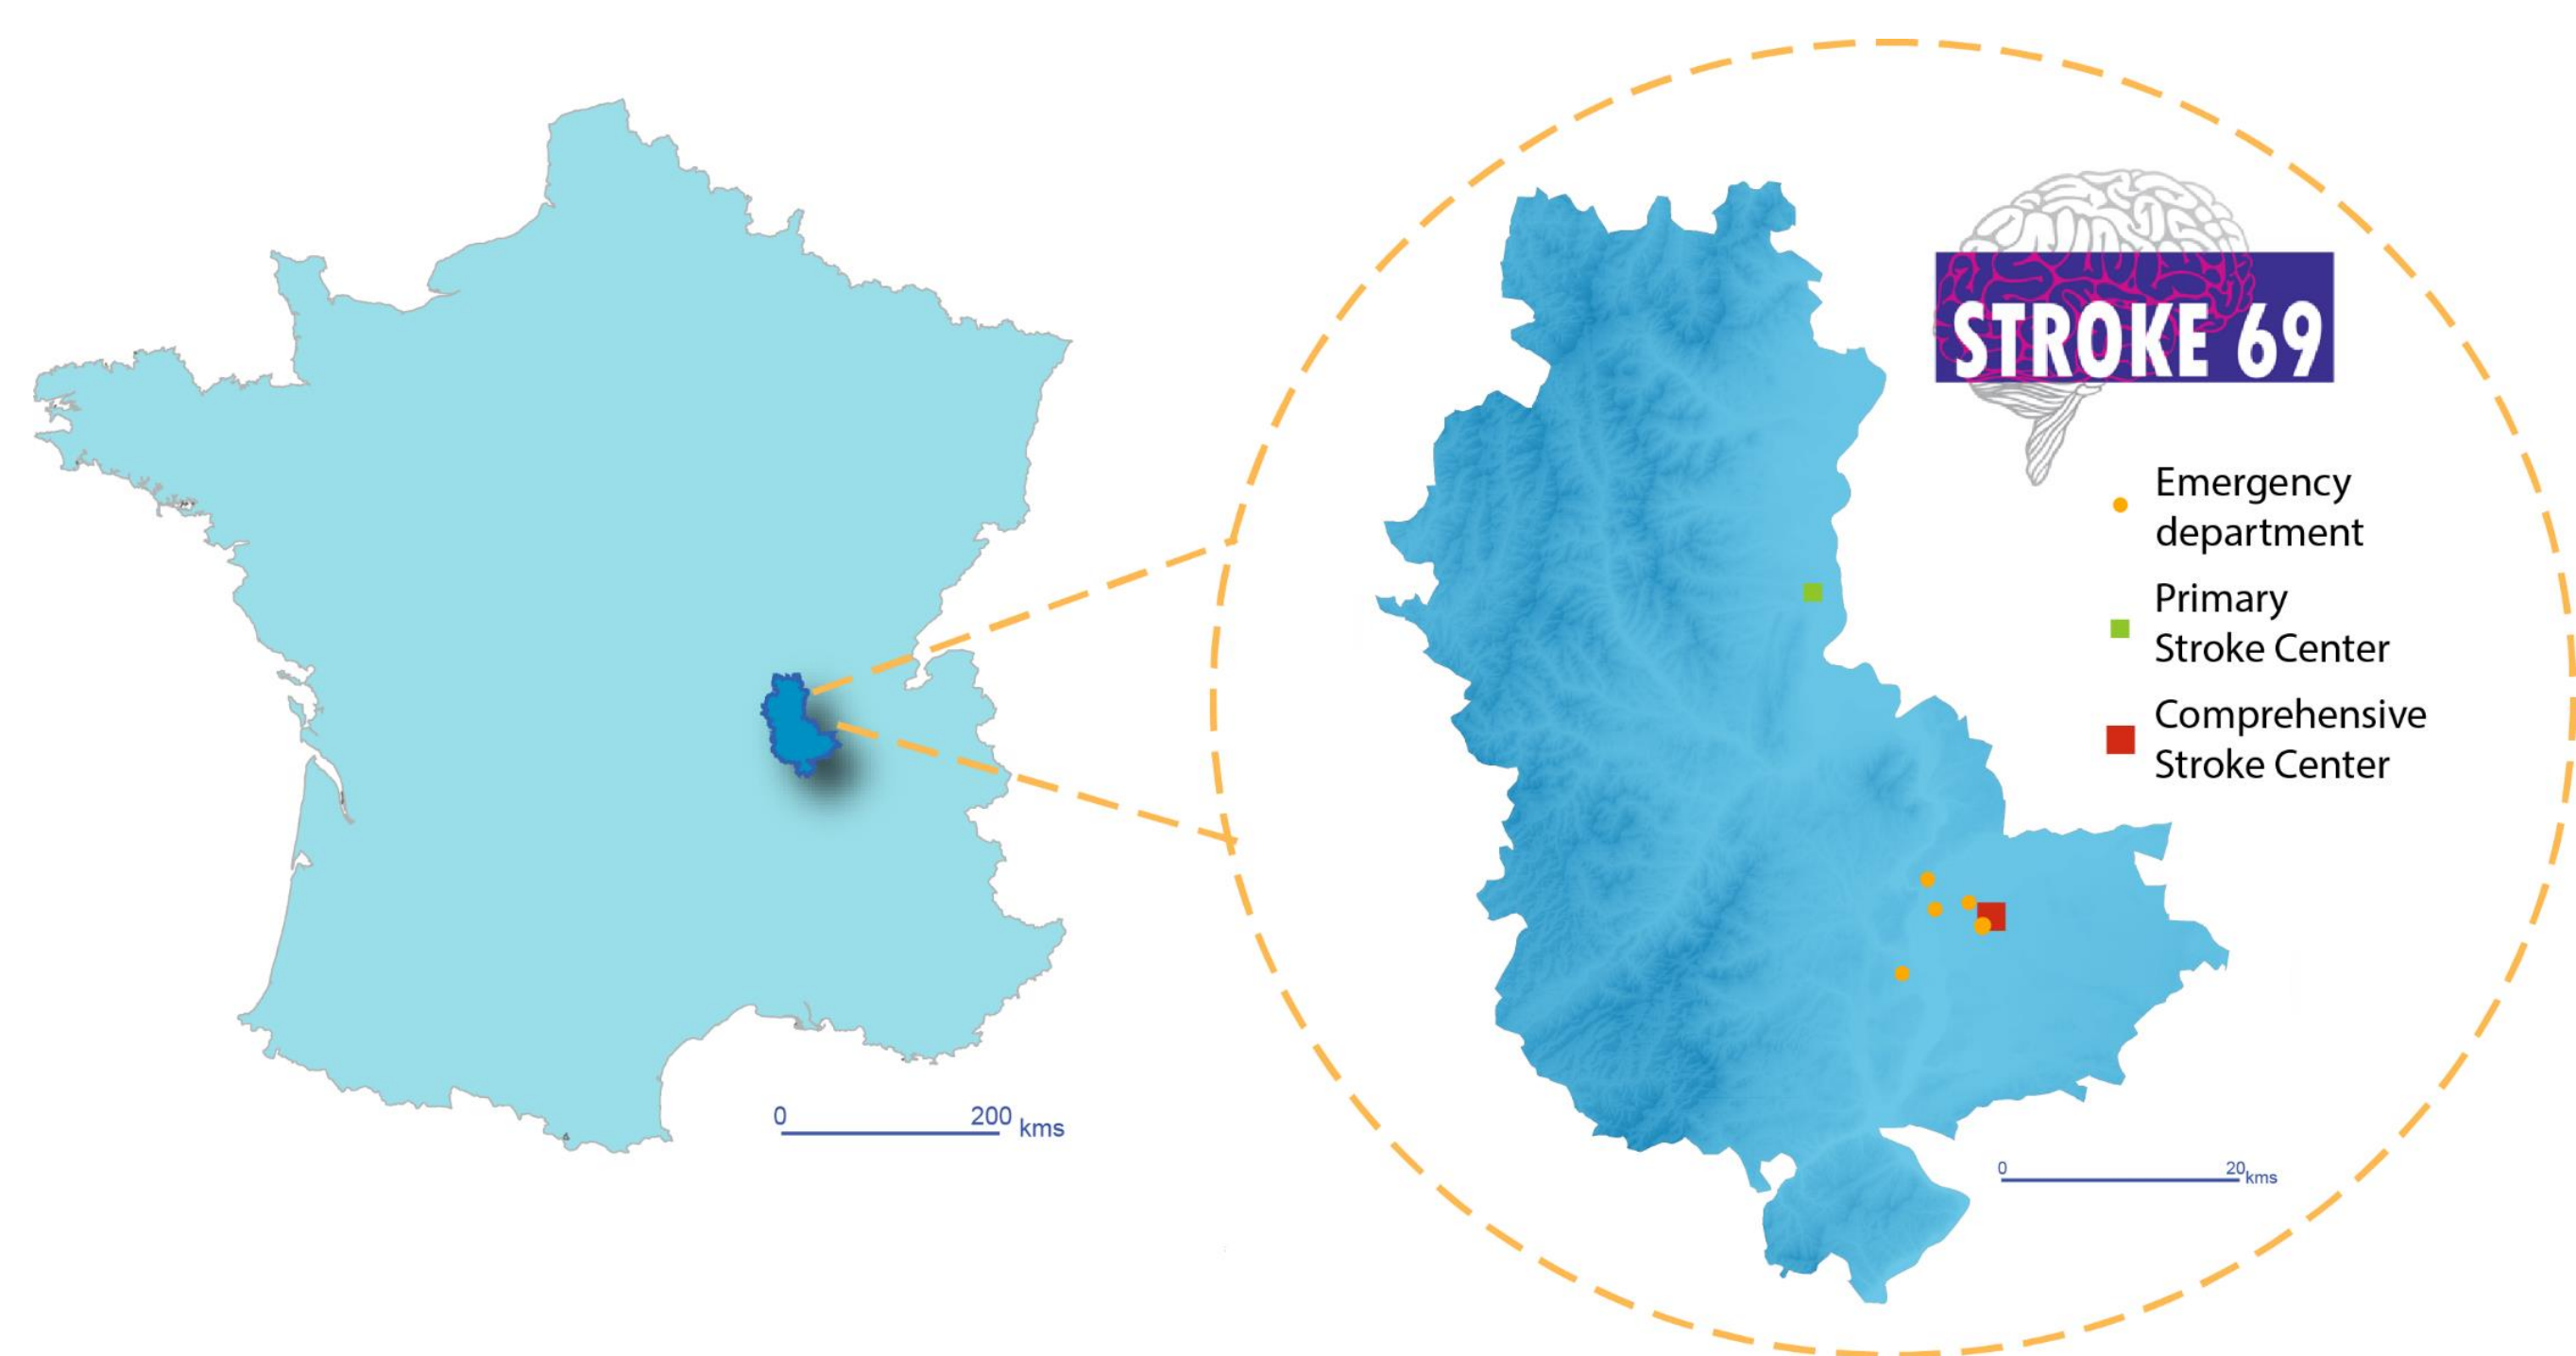 STROKE 69
Emergency
department
Primary
Stroke Center
Comprehensive
Stroke Center
0 200 kms
0 20 kms